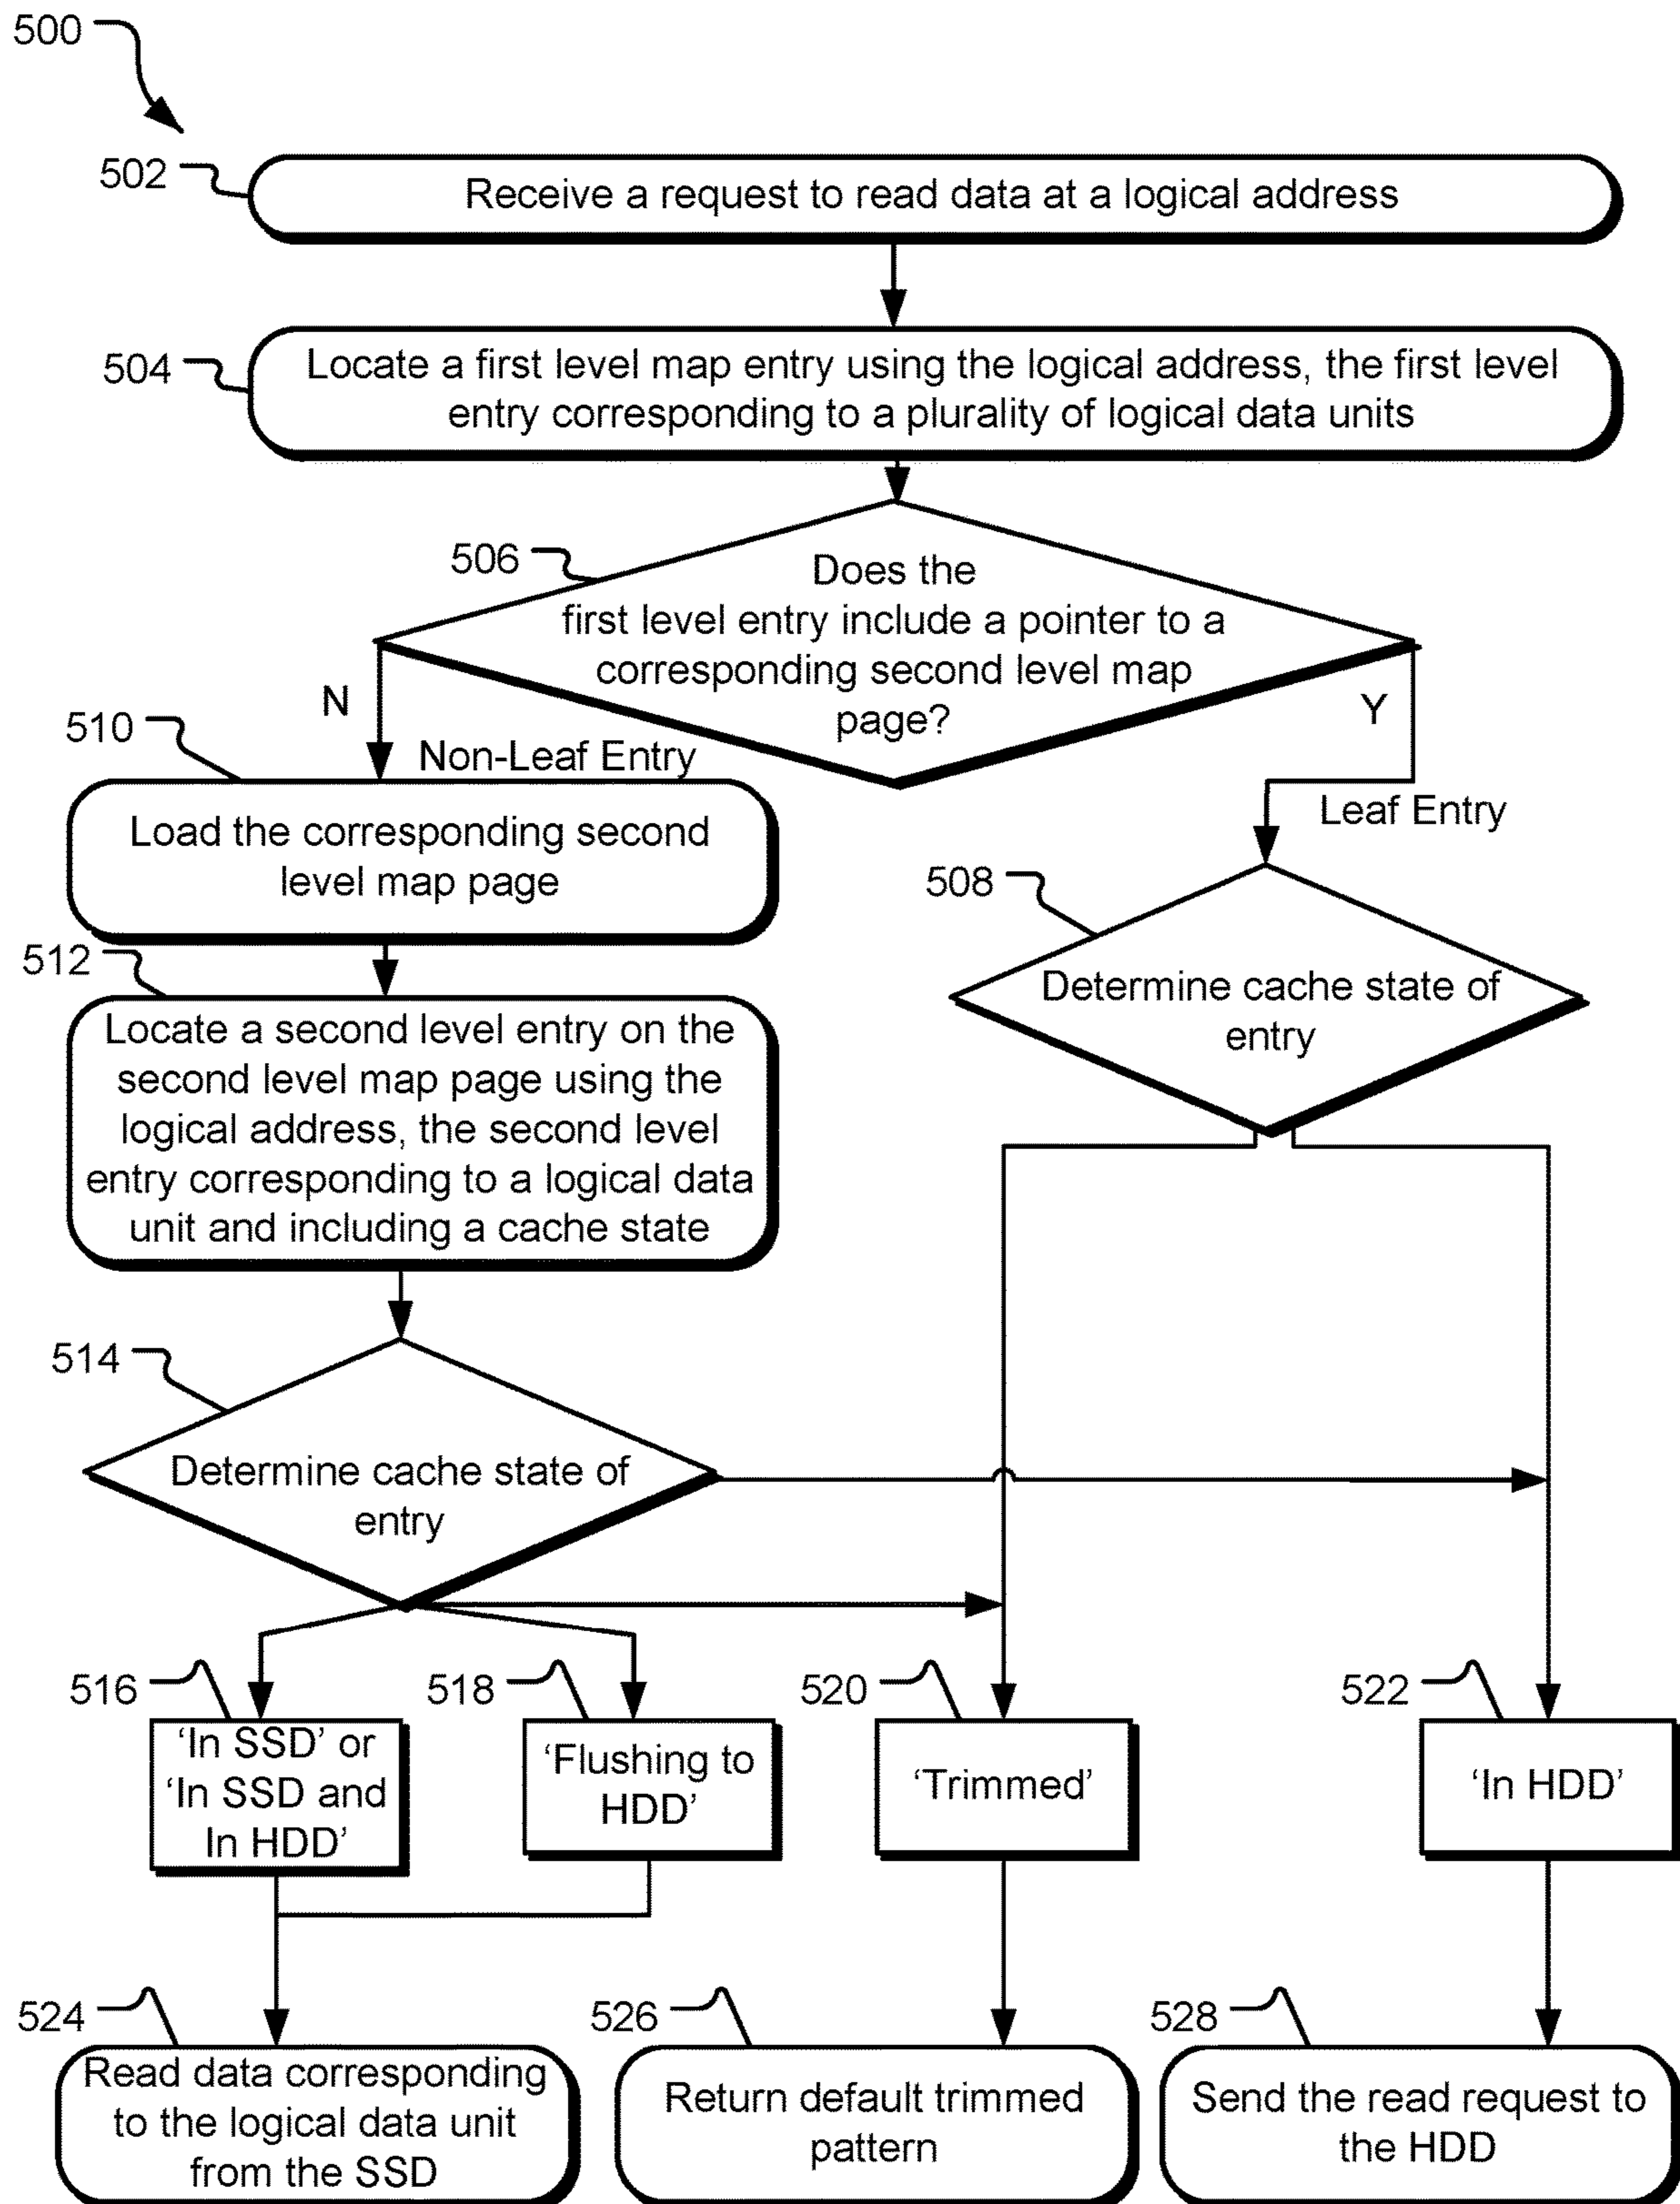 500
502
Receive a request to read data at a logical address
504
Locate a first level map entry using the logical address, the first level
entry corresponding to a plurality of logical data units
506
Does the
first level entry include a pointer to a
corresponding second level map
page?
N
Y
510
Non-Leaf Entry
Leaf Entry
Load the corresponding second
level map page
508
Determine cache state of
entry
512
Locate a second level entry on the
second level map page using the
logical address, the second level
entry corresponding to a logical data
unit and including a cache state
514
Determine cache state of
entry
516
518
520
522
‘In SSD’ or
‘In SSD and
In HDD’
‘Flushing to
HDD’
‘Trimmed’
‘In HDD’
524
526
528
Read data corresponding
to the logical data unit
from the SSD
Return default trimmed
pattern
Send the read request to
the HDD